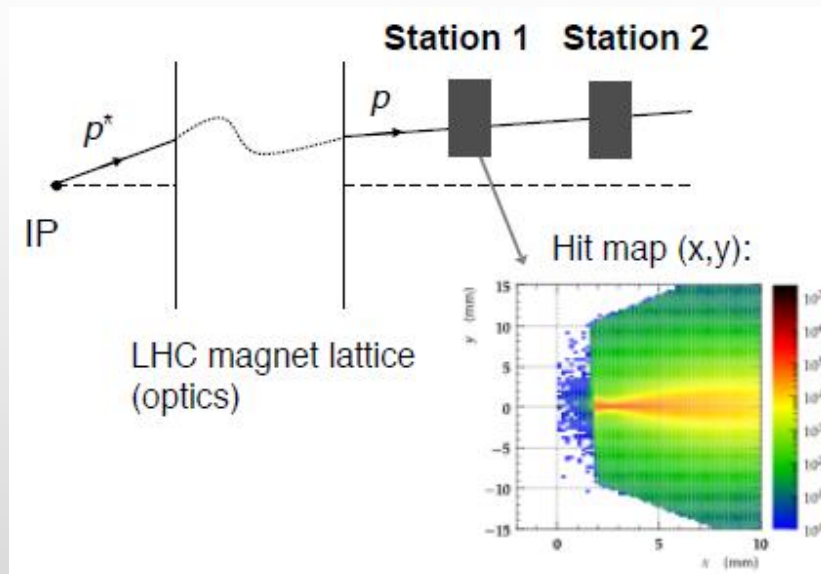 Station 1 Station 2
p* p
IP
Hit map (x,y):
LHC magnet lattice
(optics)
y (mm)
15
10
5
0
−5
−10
−15
0 5 10
x (mm)